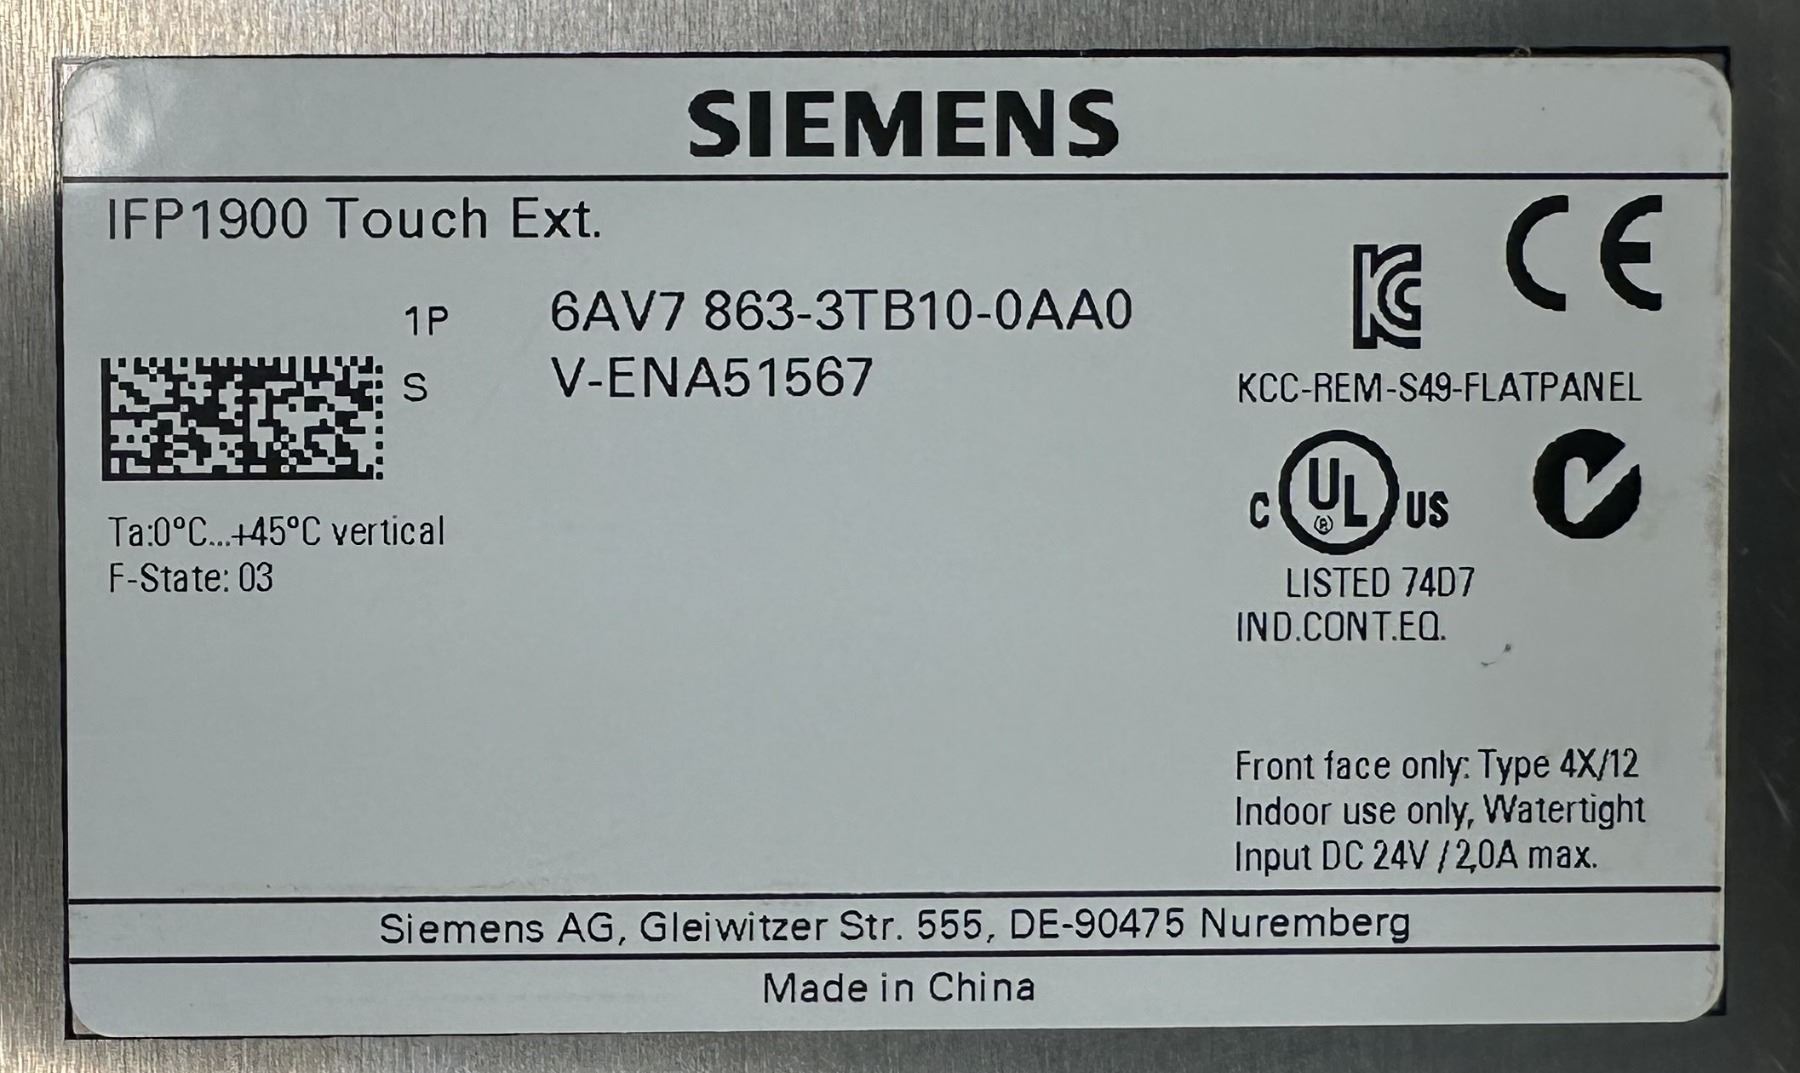 SIEMENS
IFP1900 Touch Ext.
1P 6AV7 863-3TB10-0AA0
S V-ENA51567
Ta:0°C...+45°C vertical
F-State: 03
CE
KC
KCC-REM-S49-FLATPANEL
C UL ® US
LISTED 74D7
IND.CONT.EQ.
Front face only: Type 4X/12
Indoor use only, Watertight
Input DC 24V / 2,0A max.
Siemens AG, Gleiwitzer Str. 555, DE-90475 Nuremberg
Made in China